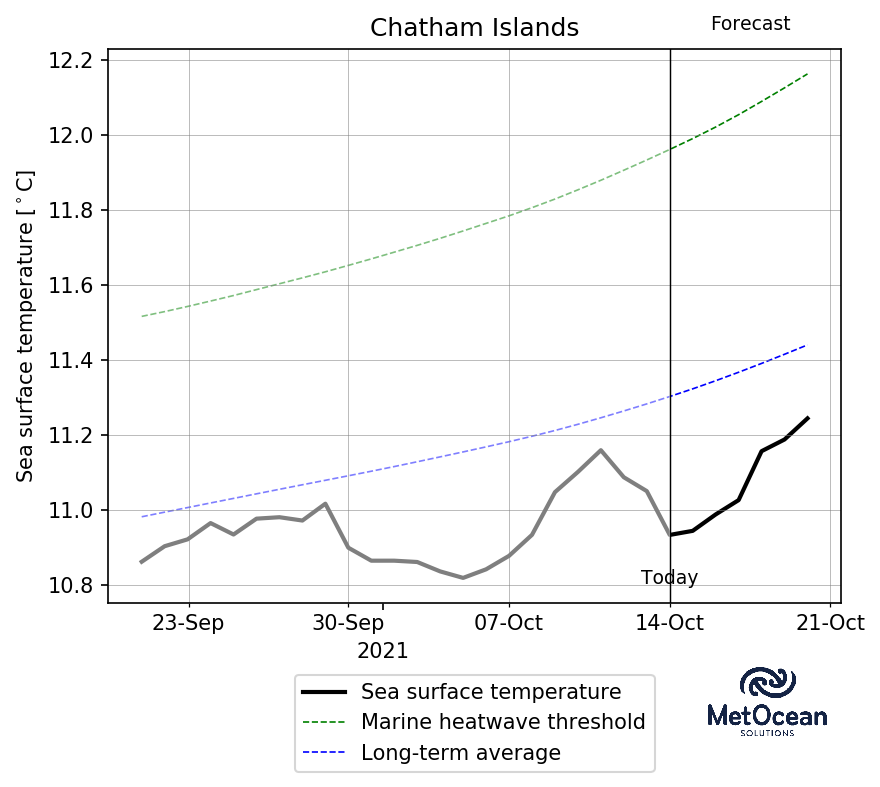 Chatham Islands
Forecast
Sea surface temperature [°C]
12.2
12.0
11.8
11.6
11.4
11.2
11.0
10.8
Today
23-Sep 30-Sep 07-Oct 14-Oct 21-Oct
2021
Sea surface temperature
Marine heatwave threshold
Long-term average
MetOcean
SOLUTIONS